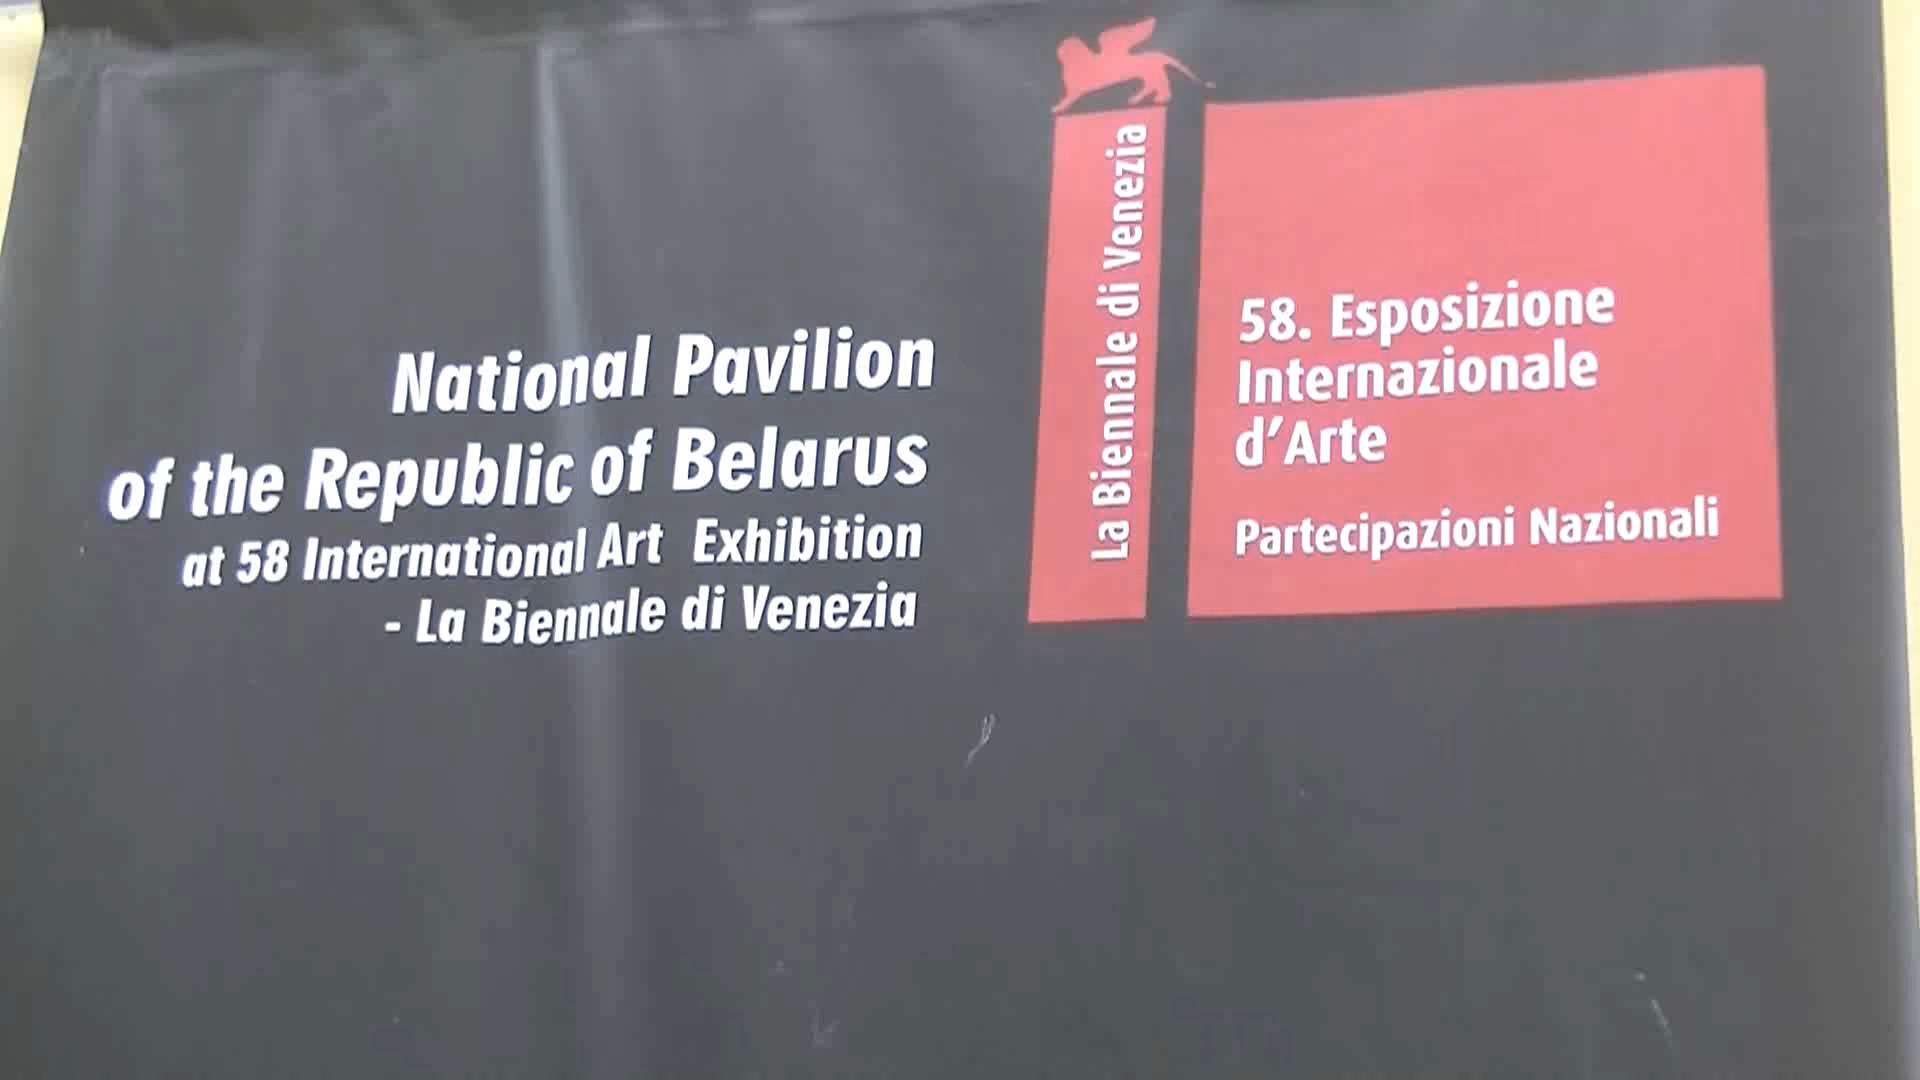 National Pavilion
of the Republic of Belarus
at 58 International Art Exhibition
- La Biennale di Venezia
La Biennale di Venezia
58. Esposizione
Internazionale
d'Arte
Partecipazioni Nazionali